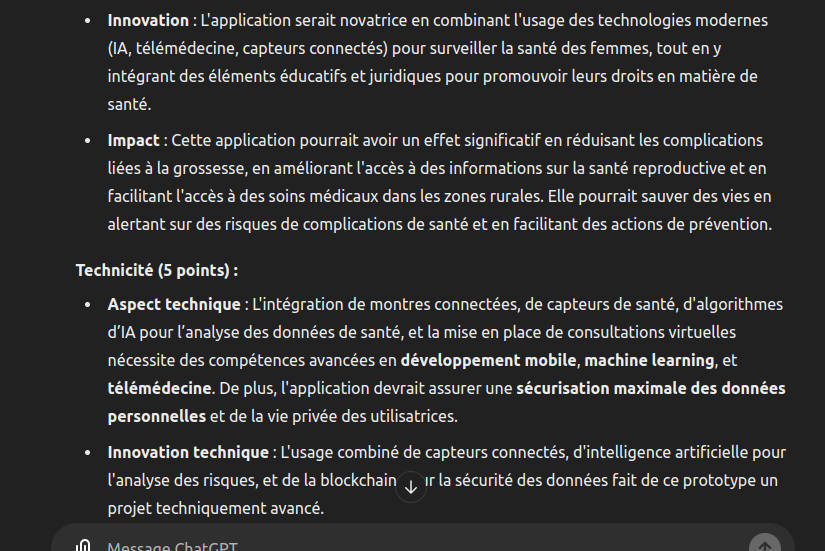 • Innovation : L'application serait novatrice en combinant l'usage des technologies modernes
(IA, télémédecine, capteurs connectés) pour surveiller la santé des femmes, tout en y
intégrant des éléments éducatifs et juridiques pour promouvoir leurs droits en matière de
santé.
• Impact : Cette application pourrait avoir un effet significatif en réduisant les complications
liées à la grossesse, en améliorant l'accès à des informations sur la santé reproductive et en
facilitant l'accès à des soins médicaux dans les zones rurales. Elle pourrait sauver des vies en
alertant sur des risques de complications de santé et en facilitant des actions de prévention.
Technicité (5 points) :
• Aspect technique : L'intégration de montres connectées, de capteurs de santé, d'algorithmes
d’IA pour l’analyse des données de santé, et la mise en place de consultations virtuelles
nécessite des compétences avancées en développement mobile, machine learning, et
télémédecine. De plus, l'application devrait assurer une sécurisation maximale des données
personnelles et de la vie privée des utilisatrices.
• Innovation technique : L'usage combiné de capteurs connectés, d'intelligence artificielle pour
l'analyse des risques, et de la blockchain la sécurité des données fait de ce prototype un
projet techniquement avancé.
Message ChatGPT